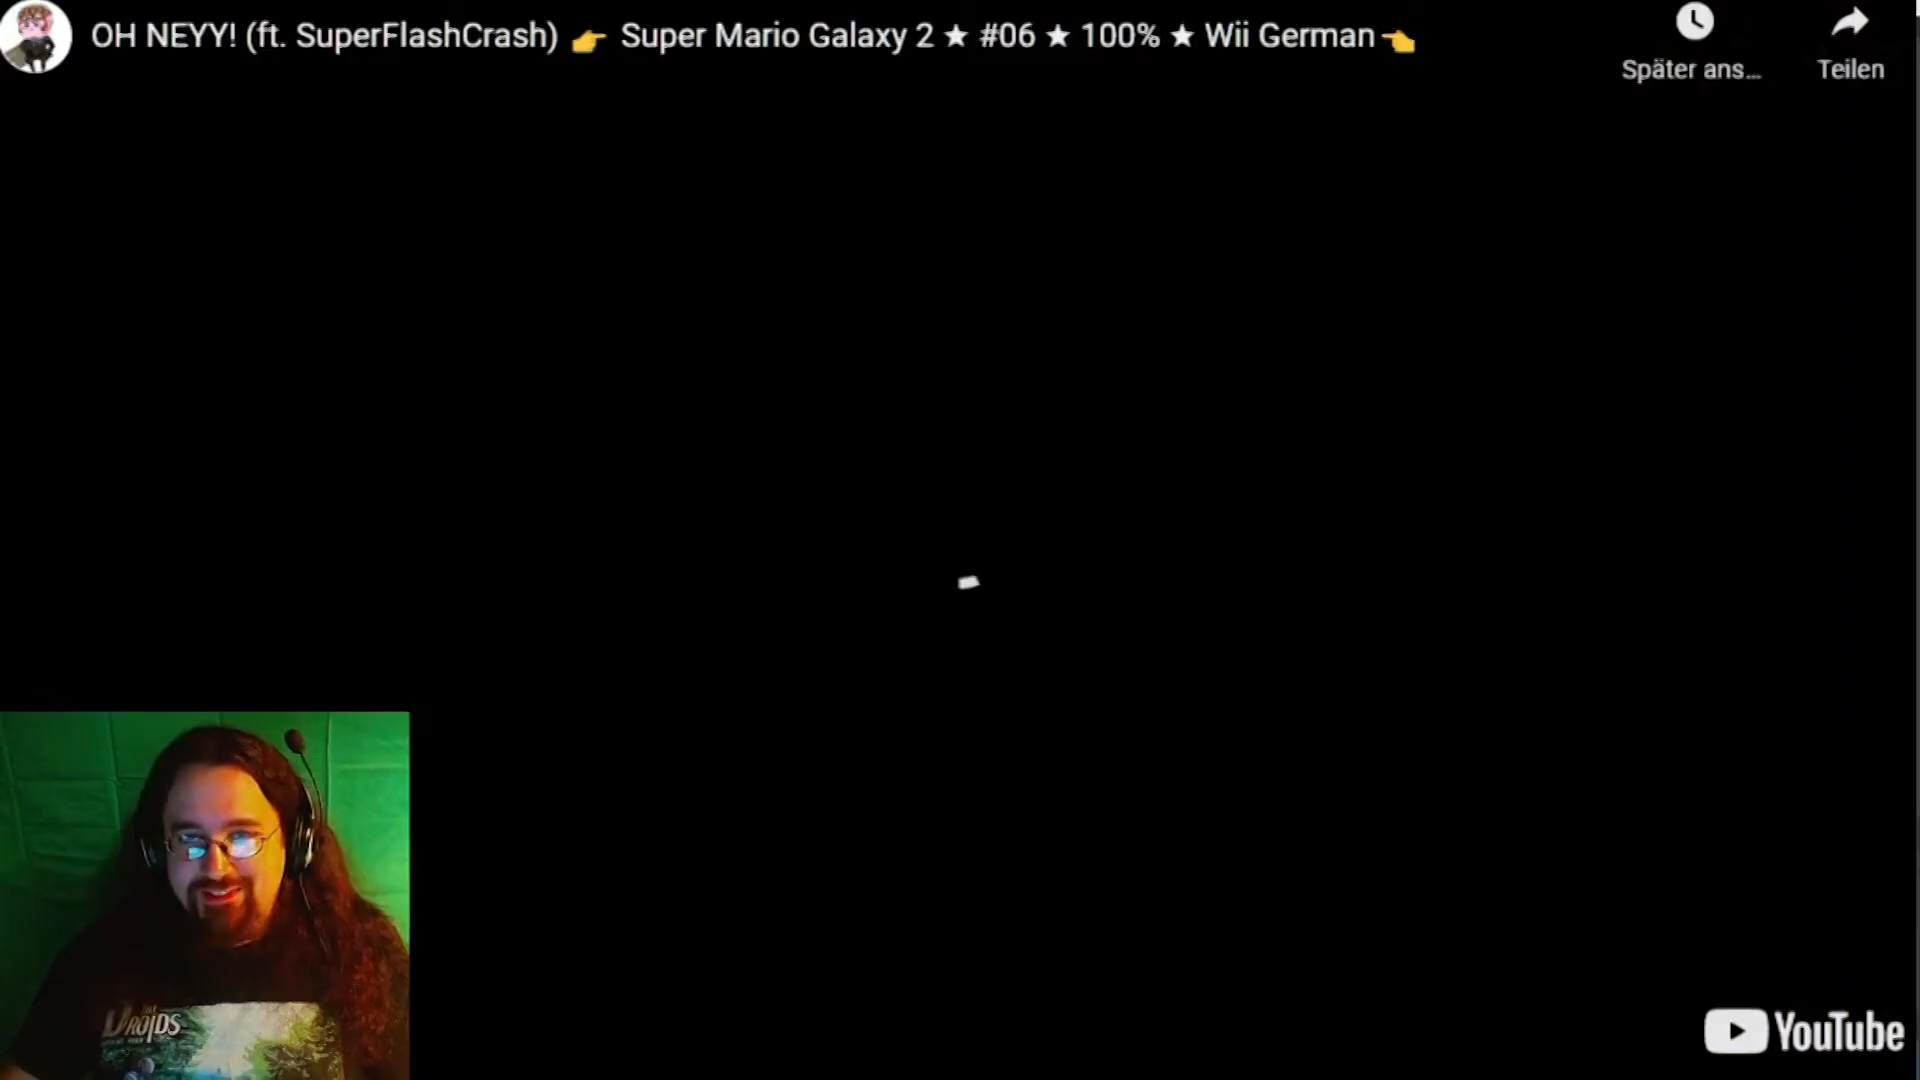 OH NEYY! (ft. SuperFlashCrash) 👉 Super Mario Galaxy 2 ★ #06 ★ 100% ★ Wii German 👈
Später ans...
Teilen
DROIDS
YouTube